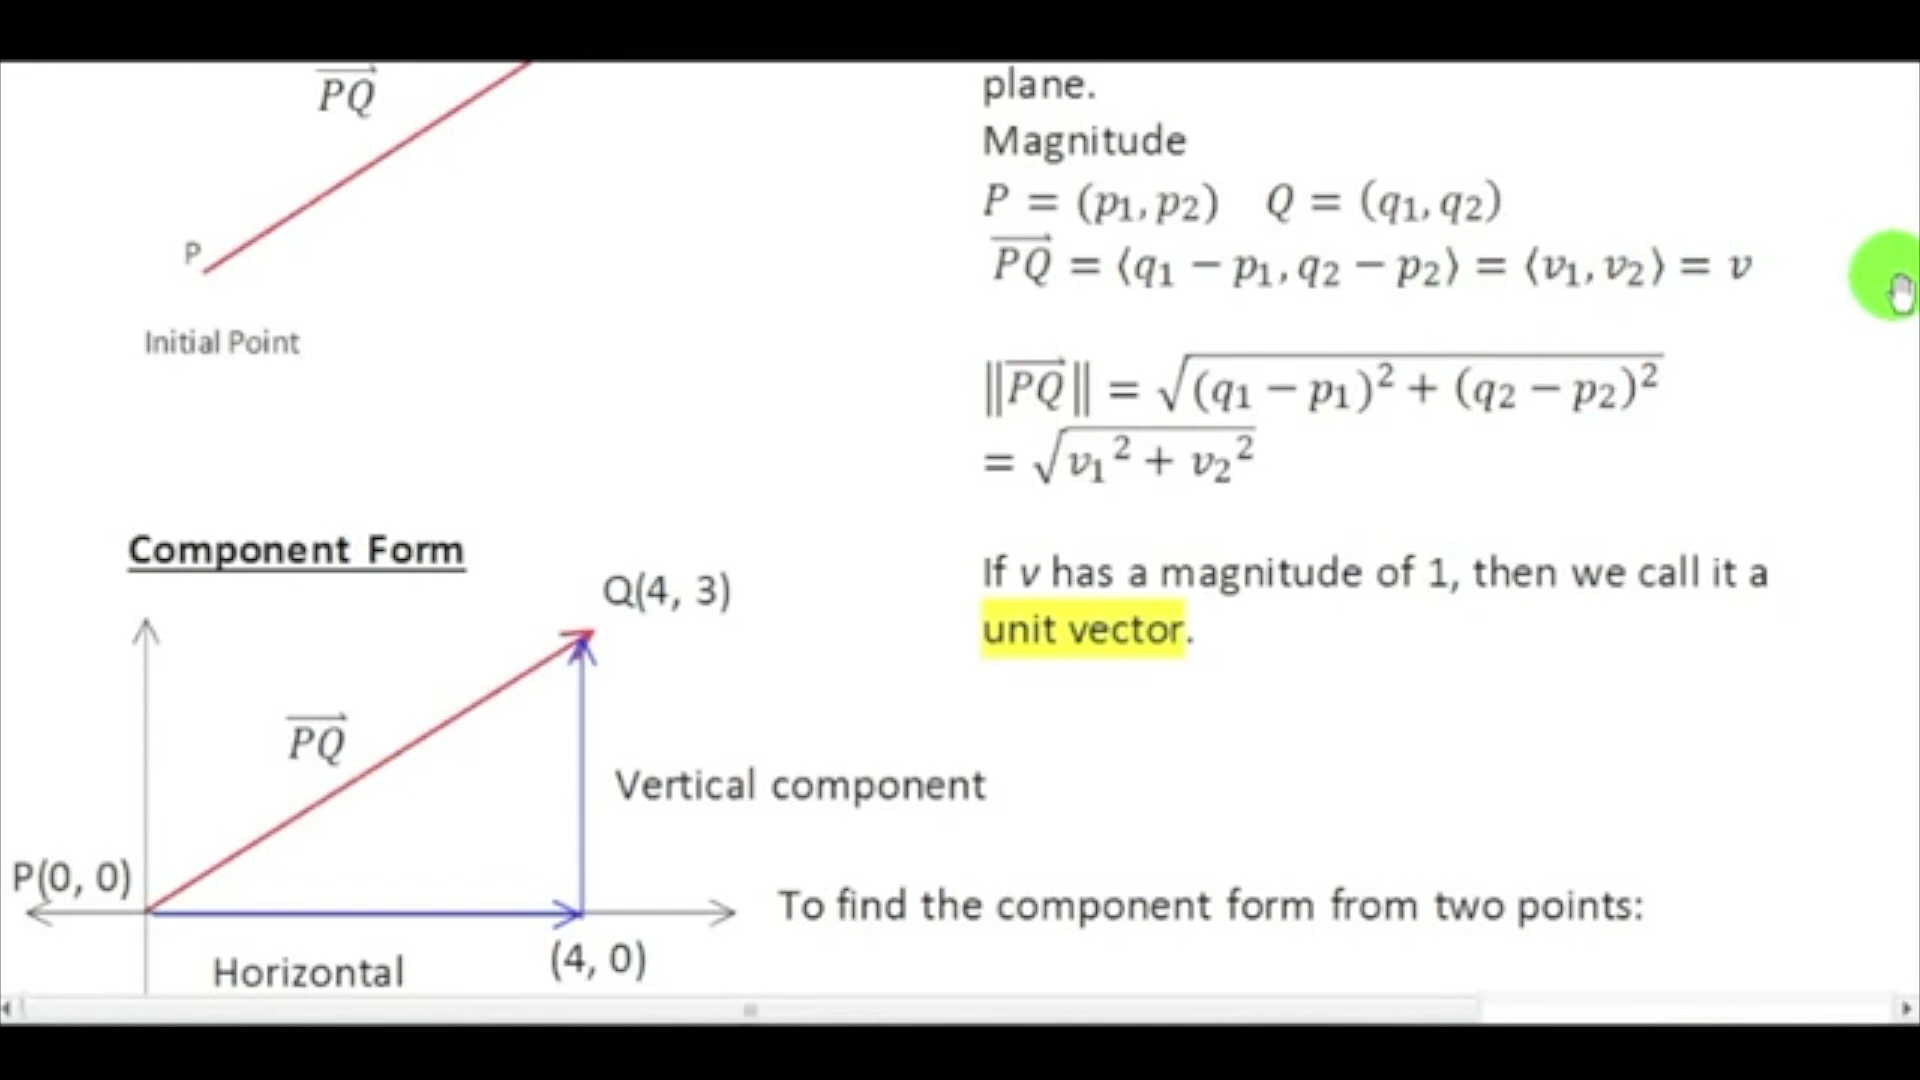 PQ
P
Initial Point
plane.
Magnitude
P = (p₁, p₂) Q = (q₁, q₂)
PQ = ⟨q₁ − p₁, q₂ − p₂⟩ = ⟨v₁, v₂⟩ = v
‖PQ‖ = √(q₁ − p₁)² + (q₂ − p₂)²
= √v₁² + v₂²
If v has a magnitude of 1, then we call it a
unit vector.
Component Form
Q(4, 3)
PQ
Vertical component
P(0, 0)
(4, 0)
Horizontal
To find the component form from two points: